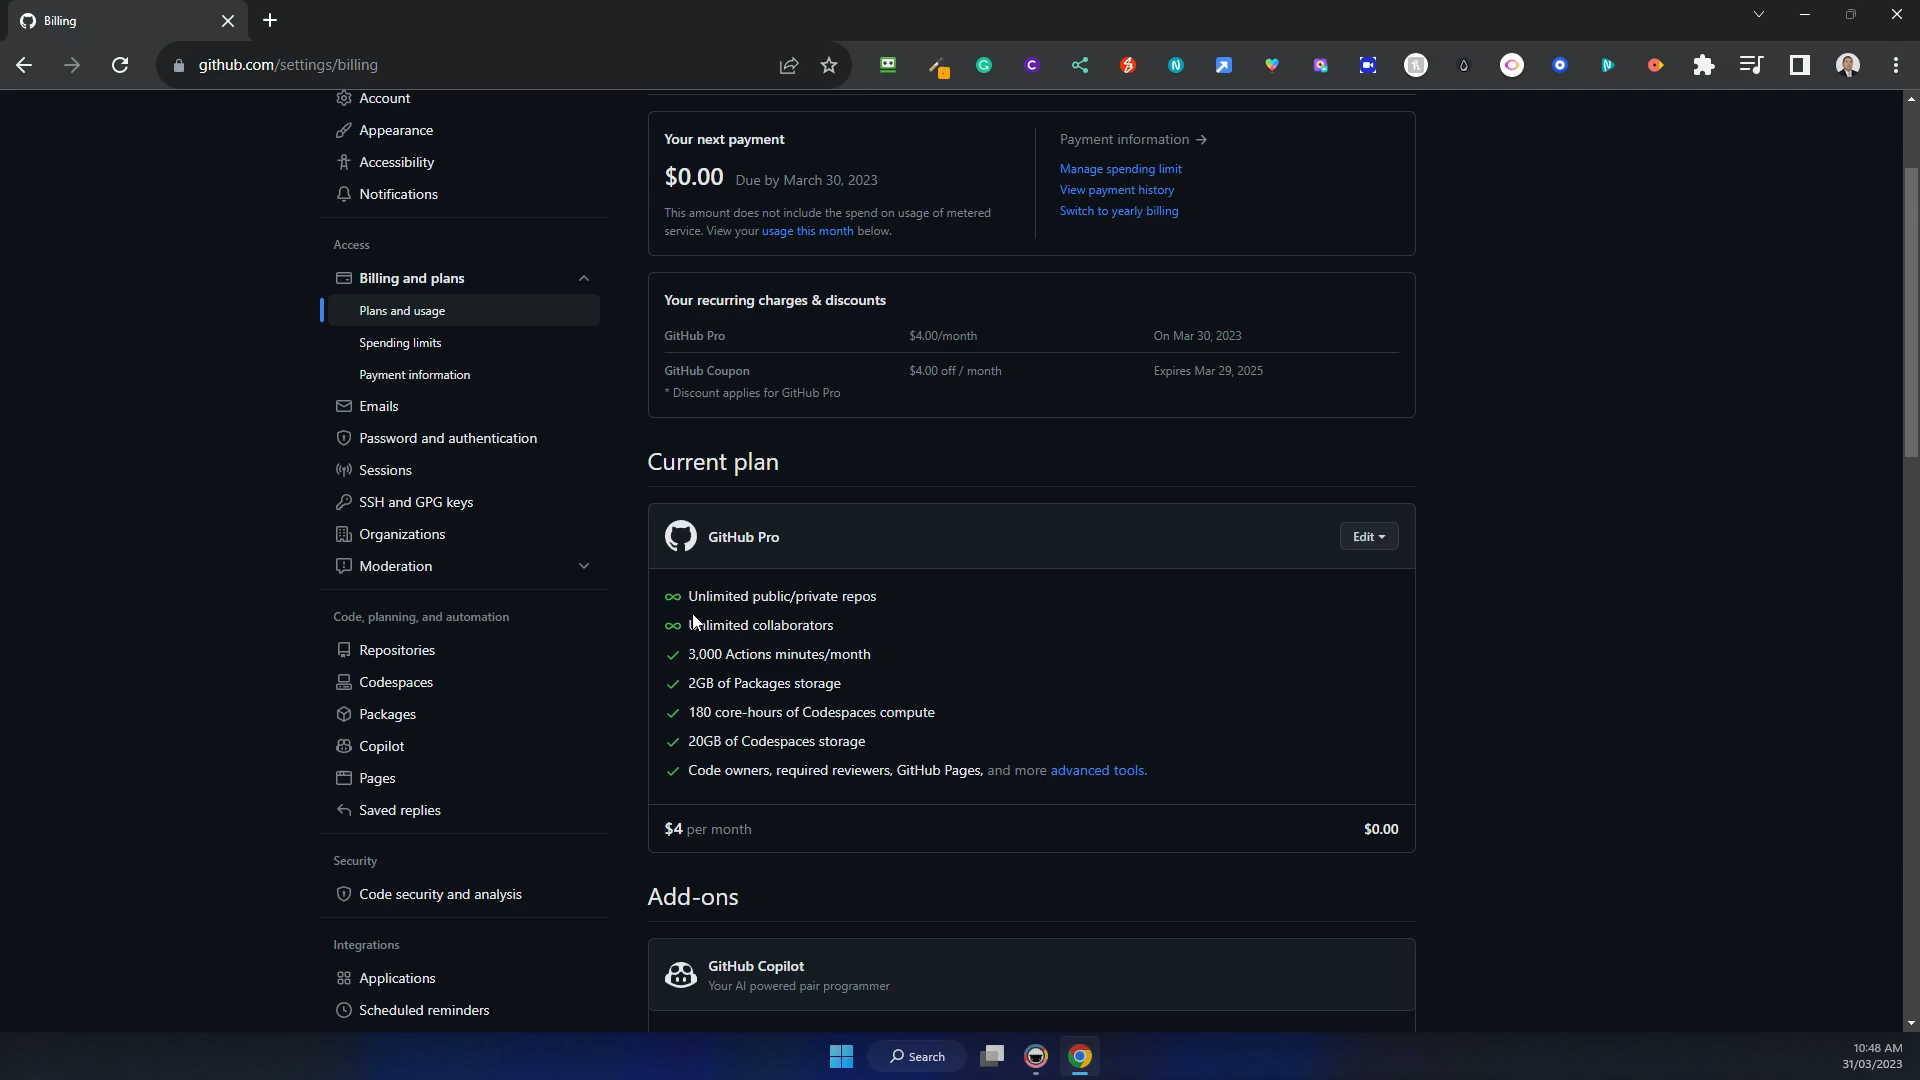 Billing
github.com/settings/billing
Account
Appearance
Accessibility
Notifications
Access
Billing and plans
Plans and usage
Spending limits
Payment information
Emails
Password and authentication
Sessions
SSH and GPG keys
Organizations
Moderation
Code, planning, and automation
Repositories
Codespaces
Packages
Copilot
Pages
Saved replies
Security
Code security and analysis
Integrations
Applications
Scheduled reminders
Your next payment
$0.00 Due by March 30, 2023
This amount does not include the spend on usage of metered
service. View your usage this month below.
Payment information →
Manage spending limit
View payment history
Switch to yearly billing
Your recurring charges & discounts
GitHub Pro $4.00/month On Mar 30, 2023
GitHub Coupon $4.00 off / month Expires Mar 29, 2025
* Discount applies for GitHub Pro
Current plan
GitHub Pro Edit
Unlimited public/private repos
Unlimited collaborators
3,000 Actions minutes/month
2GB of Packages storage
180 core-hours of Codespaces compute
20GB of Codespaces storage
Code owners, required reviewers, GitHub Pages, and more advanced tools.
$4 per month $0.00
Add-ons
GitHub Copilot
Your AI powered pair programmer
Search
10:48 AM
31/03/2023